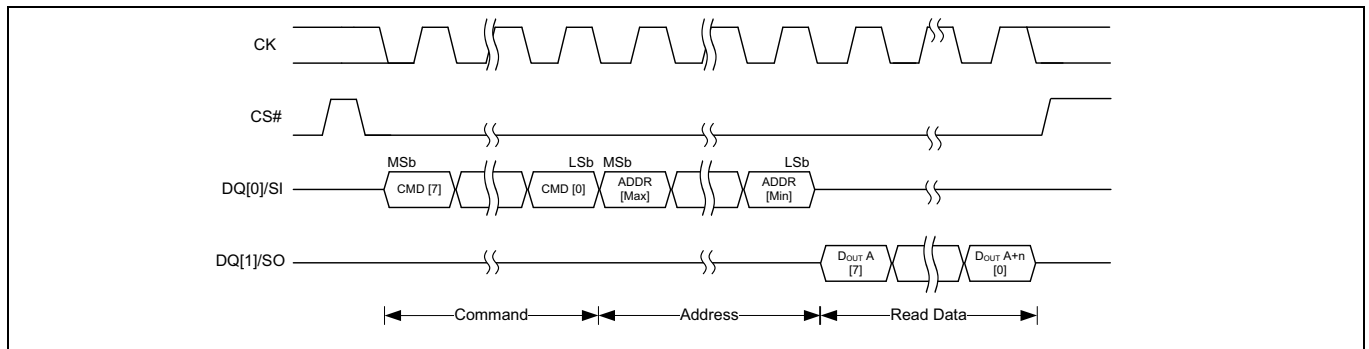 CK
CS#
MSb LSb MSb LSb
DQ[0]/SI CMD [7] CMD [0] ADDR [Max] ADDR [Min]
DQ[1]/SO DOUT A [7] DOUT A+n [0]
Command Address Read Data